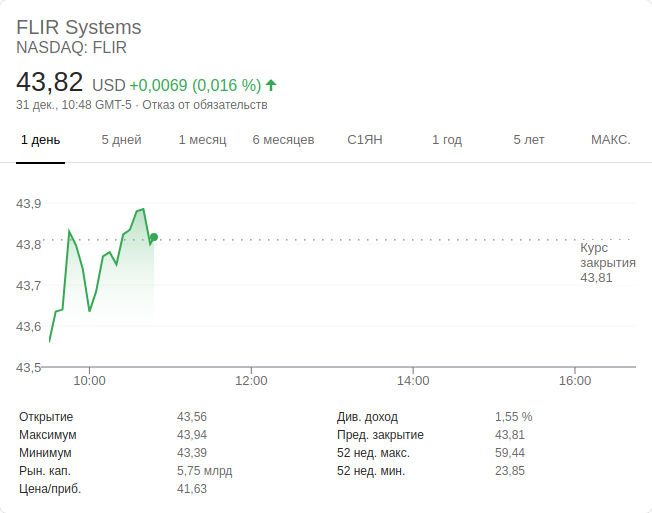 FLIR Systems
NASDAQ: FLIR
43,82 USD +0,0069 (0,016 %)
31 дек., 10:48 GMT-5 · Отказ от обязательств
1 день 5 дней 1 месяц 6 месяцев С1ЯН 1 год 5 лет МАКС.
43,9
43,8
Курс
закрытия
43,81
43,7
43,6
43,5
10:00 12:00 14:00 16:00
Открытие 43,56 Див. доход 1,55 %
Максимум 43,94 Пред. закрытие 43,81
Минимум 43,39 52 нед. макс. 59,44
Рын. кап. 5,75 млрд 52 нед. мин. 23,85
Цена/приб. 41,63